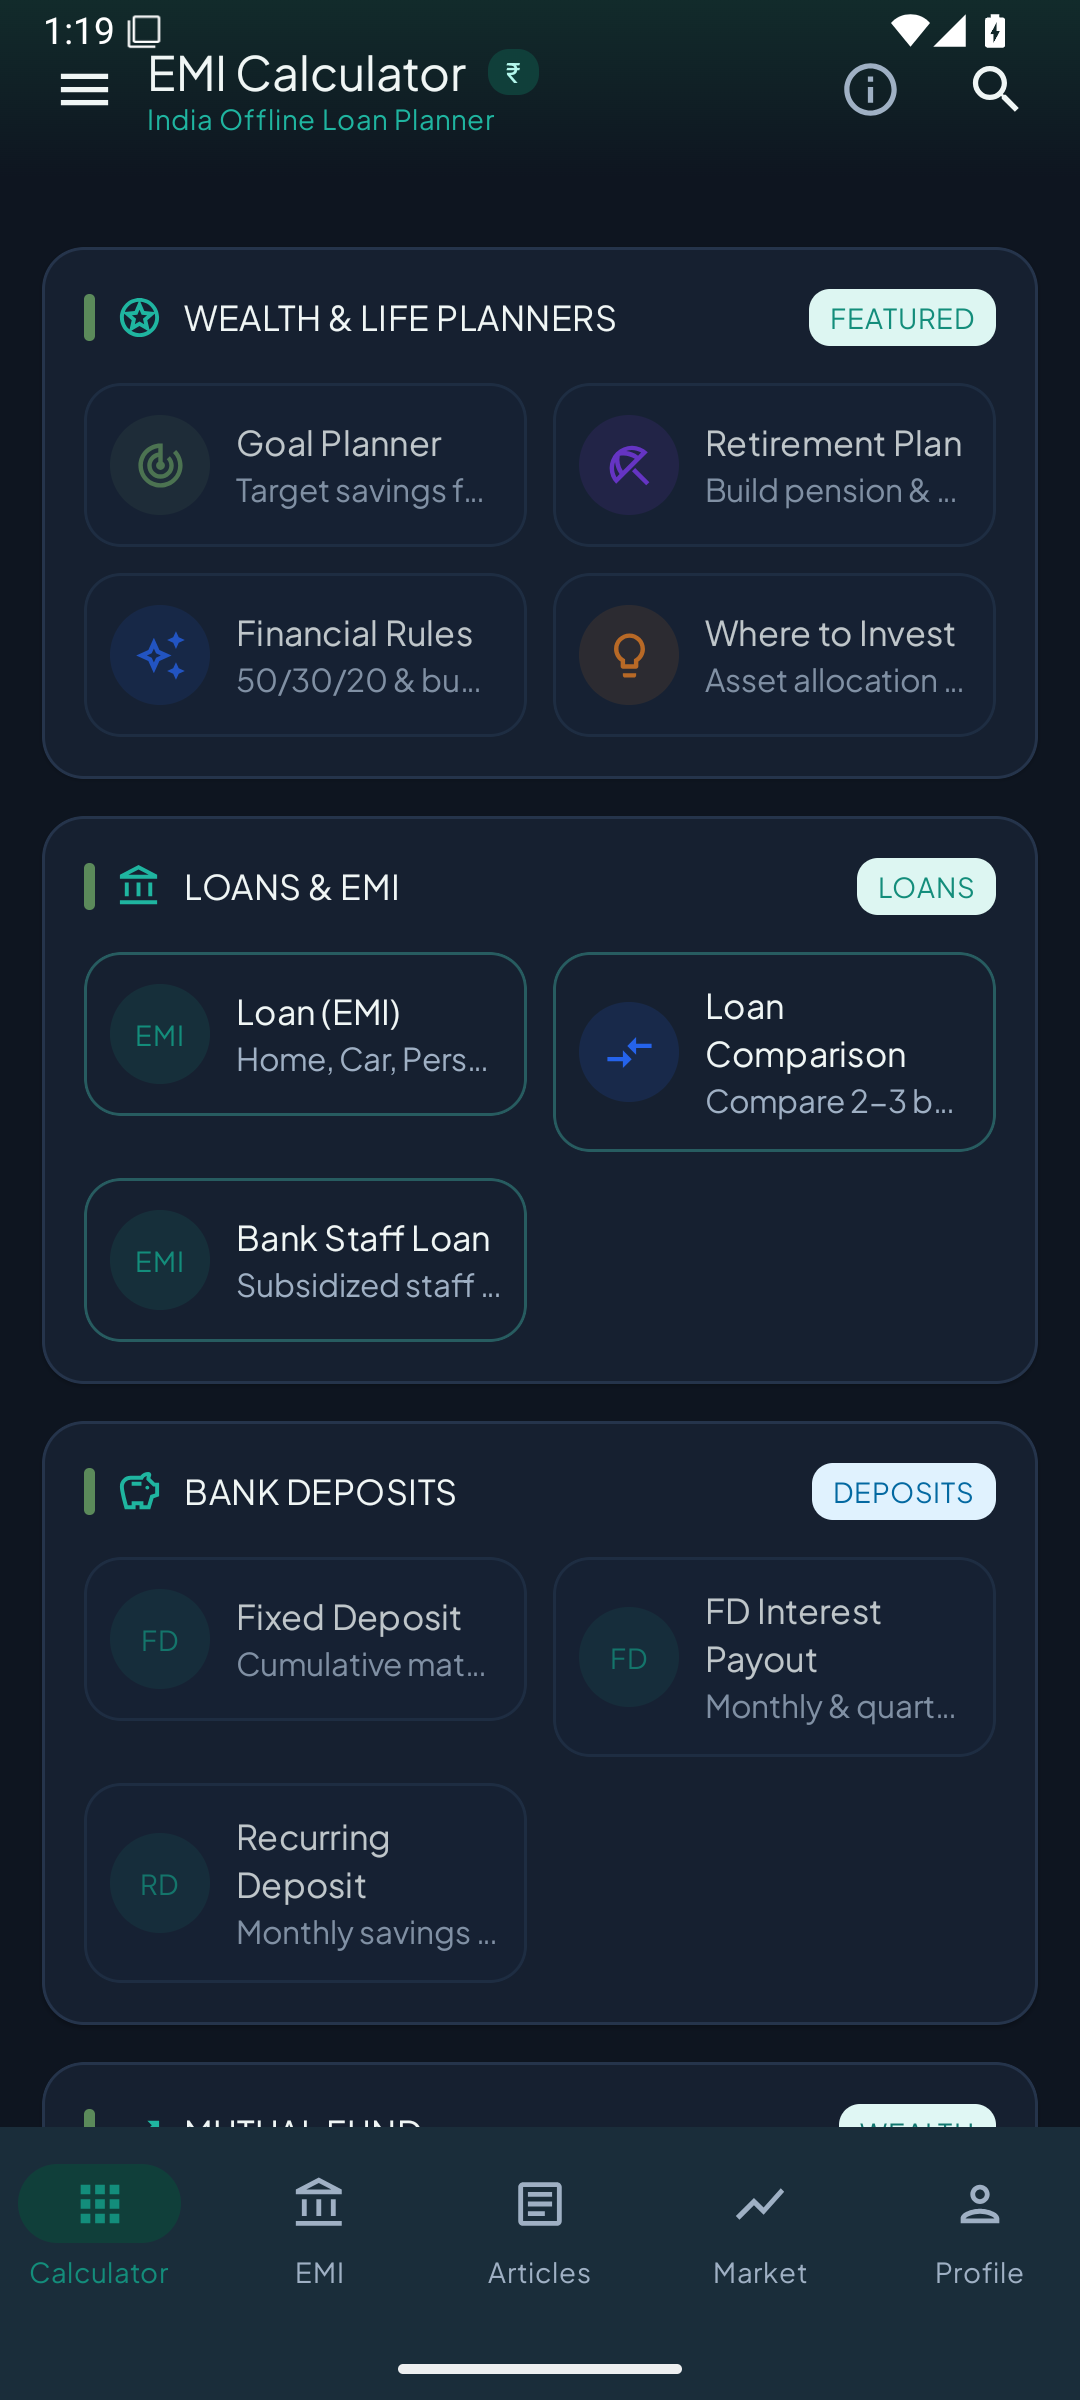 1:19
EMI Calculator ₹
India Offline Loan Planner
WEALTH & LIFE PLANNERS
FEATURED
Goal Planner
Target savings f...
Retirement Plan
Build pension & ...
Financial Rules
50/30/20 & bu...
Where to Invest
Asset allocation ...
LOANS & EMI
LOANS
EMI
Loan (EMI)
Home, Car, Pers...
Loan
Comparison
Compare 2–3 b...
EMI
Bank Staff Loan
Subsidized staff ...
BANK DEPOSITS
DEPOSITS
FD
Fixed Deposit
Cumulative mat...
FD
FD Interest
Payout
Monthly & quart...
RD
Recurring
Deposit
Monthly savings ...
MUTUAL FUND
WEALTH
Calculator
EMI
Articles
Market
Profile